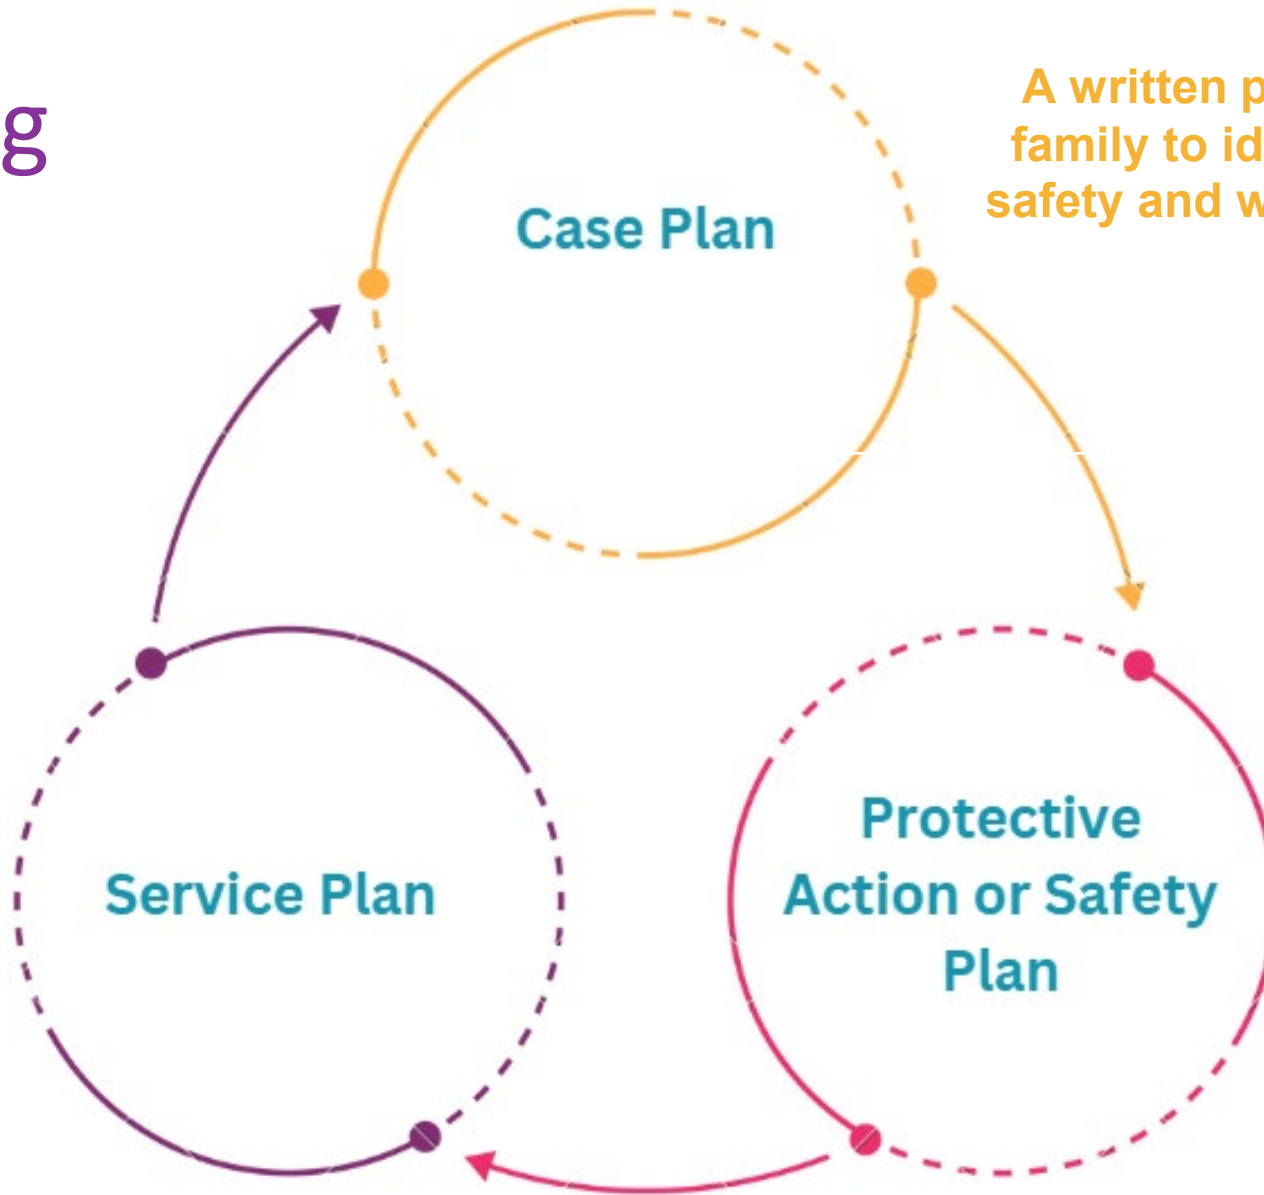 g
A written p
family to id
safety and w
Case Plan
Service Plan
Protective
Action or Safety
Plan